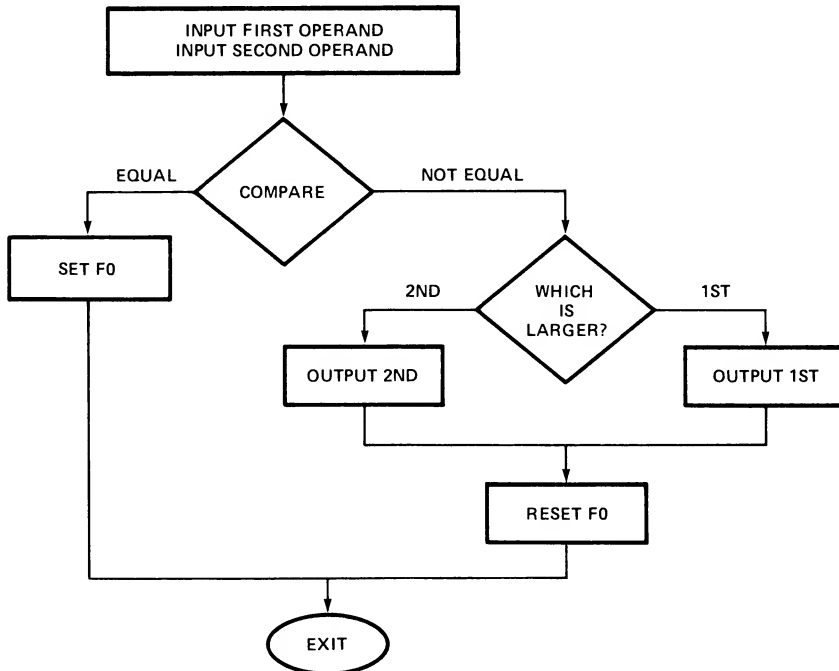 INPUT FIRST OPERAND
INPUT SECOND OPERAND
EQUAL
COMPARE
NOT EQUAL
SET F0
2ND
WHICH
IS
LARGER?
1ST
OUTPUT 2ND
OUTPUT 1ST
RESET F0
EXIT